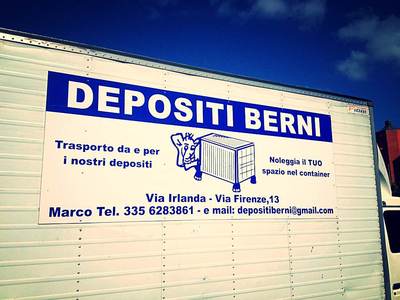 DEPOSITI BERNI
Trasporto da e per
i nostri depositi
Noleggia il TUO
spazio nel container
Via Irlanda - Via Firenze,13
Marco Tel. 335 6283861 - e mail: depositiberni@gmail.com